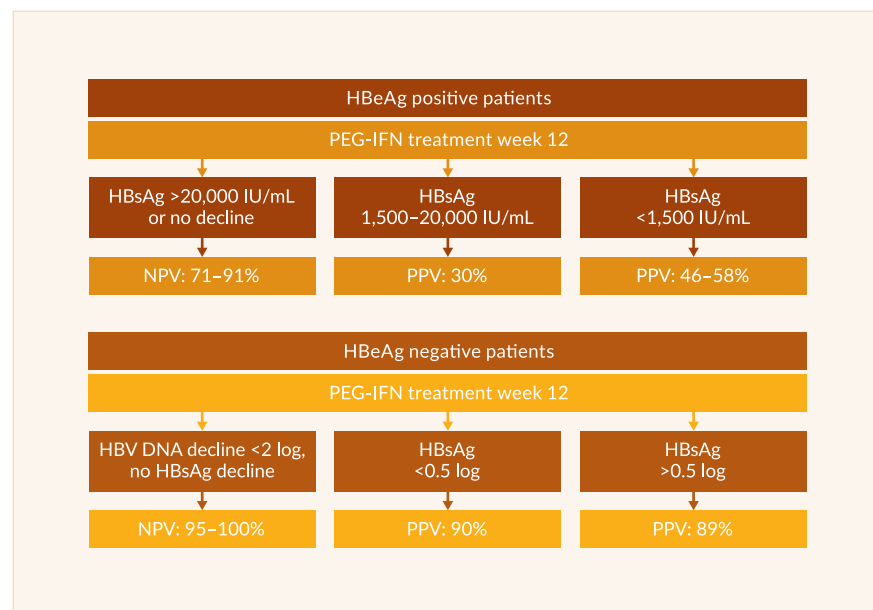 HBeAg positive patients
PEG-IFN treatment week 12
HBsAg >20,000 IU/mL
or no decline
HBsAg
1,500–20,000 IU/mL
HBsAg
<1,500 IU/mL
NPV: 71–91%
PPV: 30%
PPV: 46–58%
HBeAg negative patients
PEG-IFN treatment week 12
HBV DNA decline <2 log,
no HBsAg decline
HBsAg
<0.5 log
HBsAg
>0.5 log
NPV: 95–100%
PPV: 90%
PPV: 89%